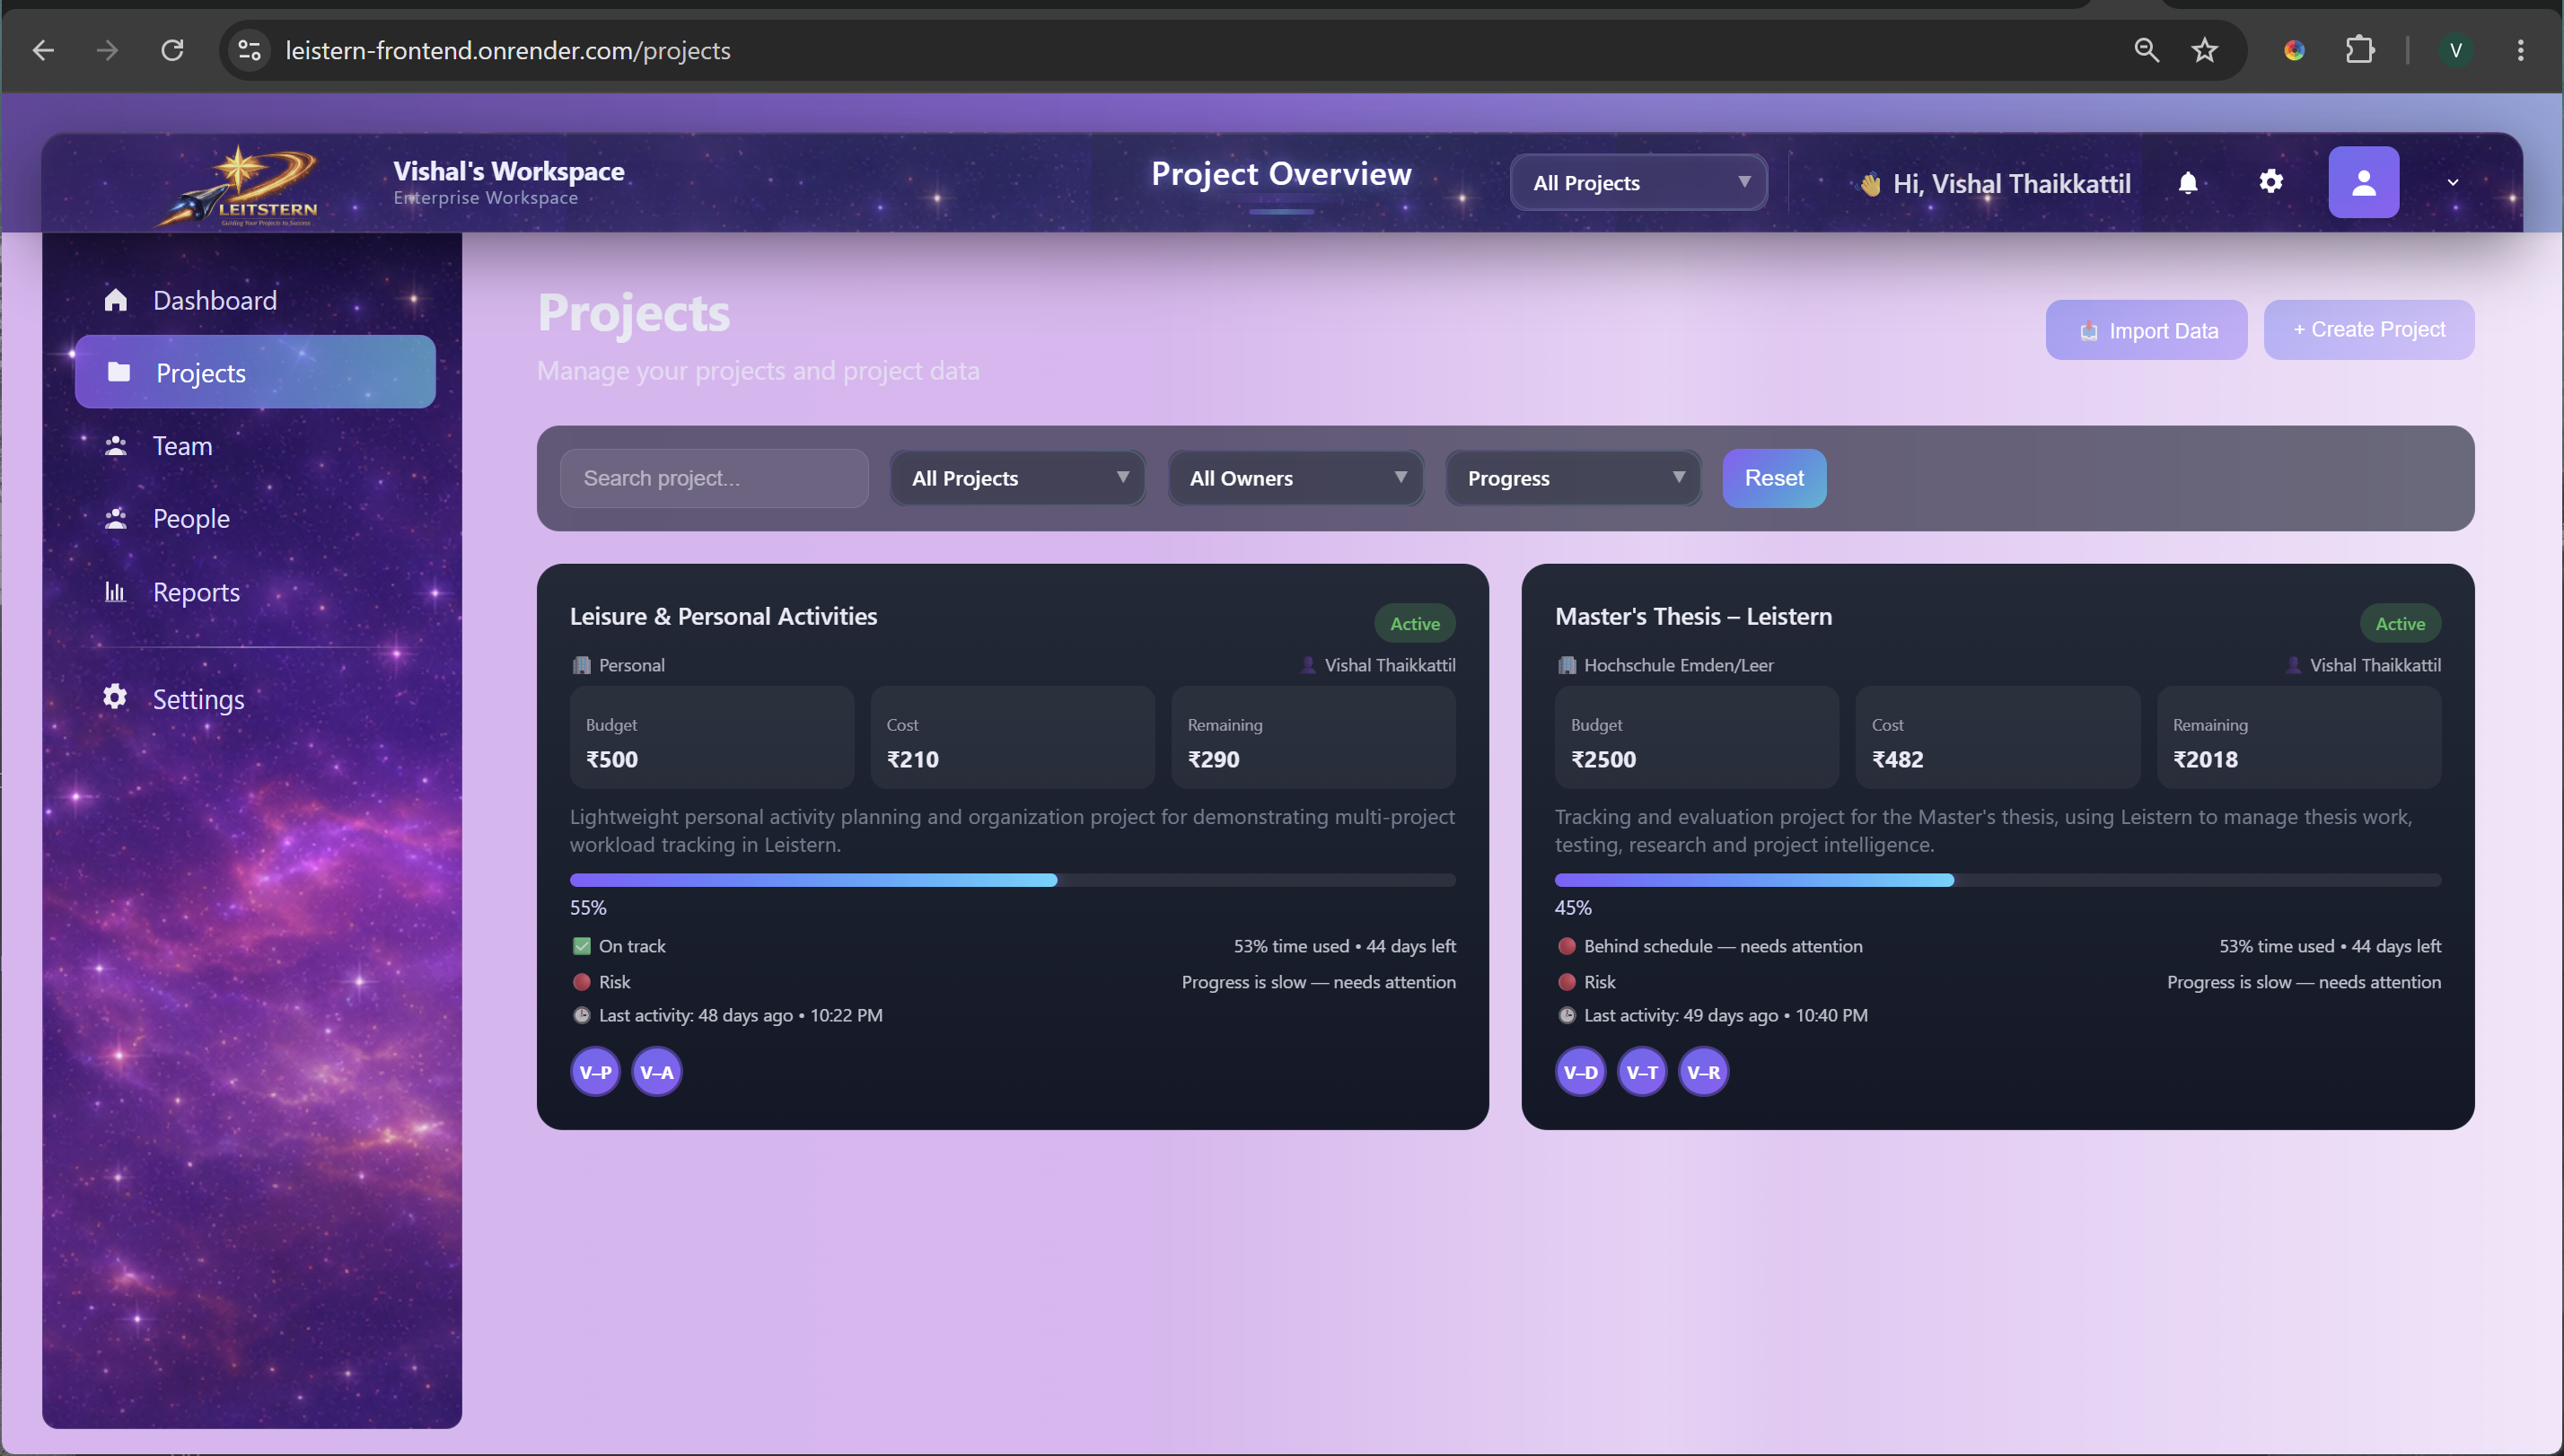 leistern-frontend.onrender.com/projects
V
LEITSTERN
Guiding Your Projects to Success
Vishal's Workspace
Enterprise Workspace
Project Overview
All Projects
Hi, Vishal Thaikkattil
Dashboard
Projects
Team
People
Reports
Settings
Projects
Manage your projects and project data
Import Data
+ Create Project
Search project...
All Projects
All Owners
Progress
Reset
Leisure & Personal Activities
Active
Personal
Vishal Thaikkattil
Budget
₹500
Cost
₹210
Remaining
₹290
Lightweight personal activity planning and organization project for demonstrating multi-project
workload tracking in Leistern.
55%
On track
53% time used • 44 days left
Risk
Progress is slow — needs attention
Last activity: 48 days ago • 10:22 PM
V–P
V–A
Master's Thesis – Leistern
Active
Hochschule Emden/Leer
Vishal Thaikkattil
Budget
₹2500
Cost
₹482
Remaining
₹2018
Tracking and evaluation project for the Master's thesis, using Leistern to manage thesis work,
testing, research and project intelligence.
45%
Behind schedule — needs attention
53% time used • 44 days left
Risk
Progress is slow — needs attention
Last activity: 49 days ago • 10:40 PM
V–D
V–T
V–R